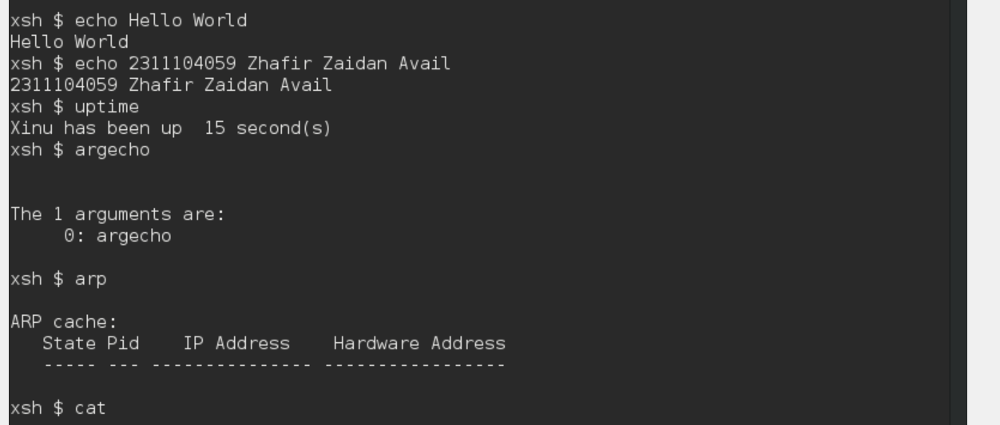 xsh $ echo Hello World
Hello World
xsh $ echo 2311104059 Zhafir Zaidan Avail
2311104059 Zhafir Zaidan Avail
xsh $ uptime
Xinu has been up  15 second(s)
xsh $ argecho
The 1 arguments are:
     0: argecho
xsh $ arp
ARP cache:
   State Pid    IP Address    Hardware Address
   ----- --- --------------- -----------------
xsh $ cat